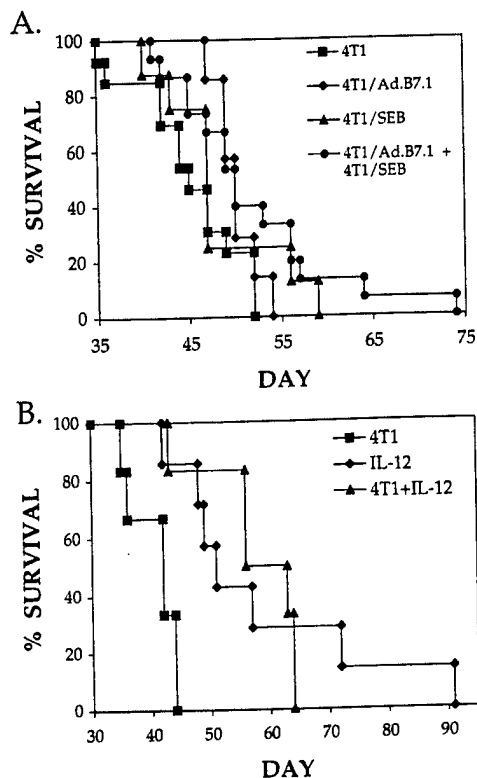 A.
100
80
60
40
20
0
% SURVIVAL
4T1
4T1/Ad.B7.1
4T1/SEB
4T1/Ad.B7.1 +
4T1/SEB
35
45
55
65
75
DAY
B.
100
80
60
40
20
0
% SURVIVAL
4T1
IL-12
4T1+IL-12
30
40
50
60
70
80
90
DAY